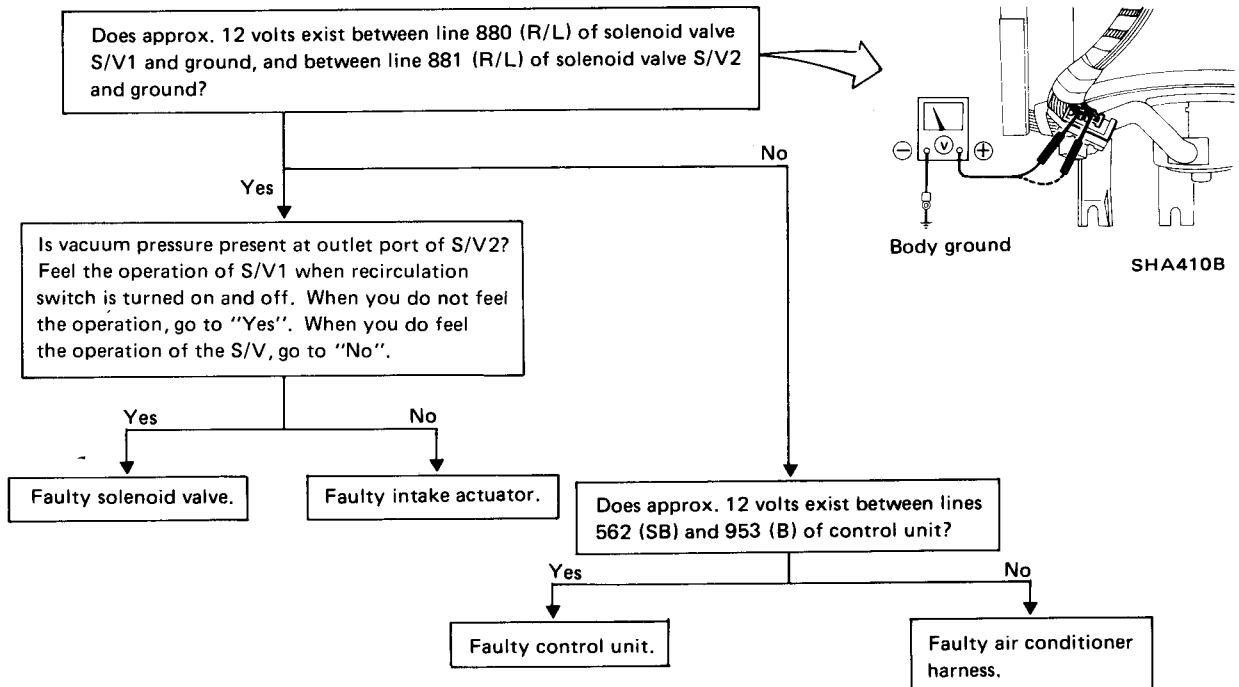 Does approx. 12 volts exist between line 880 (R/L) of solenoid valve
S/V1 and ground, and between line 881 (R/L) of solenoid valve S/V2
and ground?
No
Yes
⊖ V ⊕
Body ground
SHA410B
Is vacuum pressure present at outlet port of S/V2?
Feel the operation of S/V1 when recirculation
switch is turned on and off. When you do not feel
the operation, go to "Yes". When you do feel
the operation of the S/V, go to "No".
Yes
No
Faulty solenoid valve.
Faulty intake actuator.
Does approx. 12 volts exist between lines
562 (SB) and 953 (B) of control unit?
Yes
No
Faulty control unit.
Faulty air conditioner
harness.